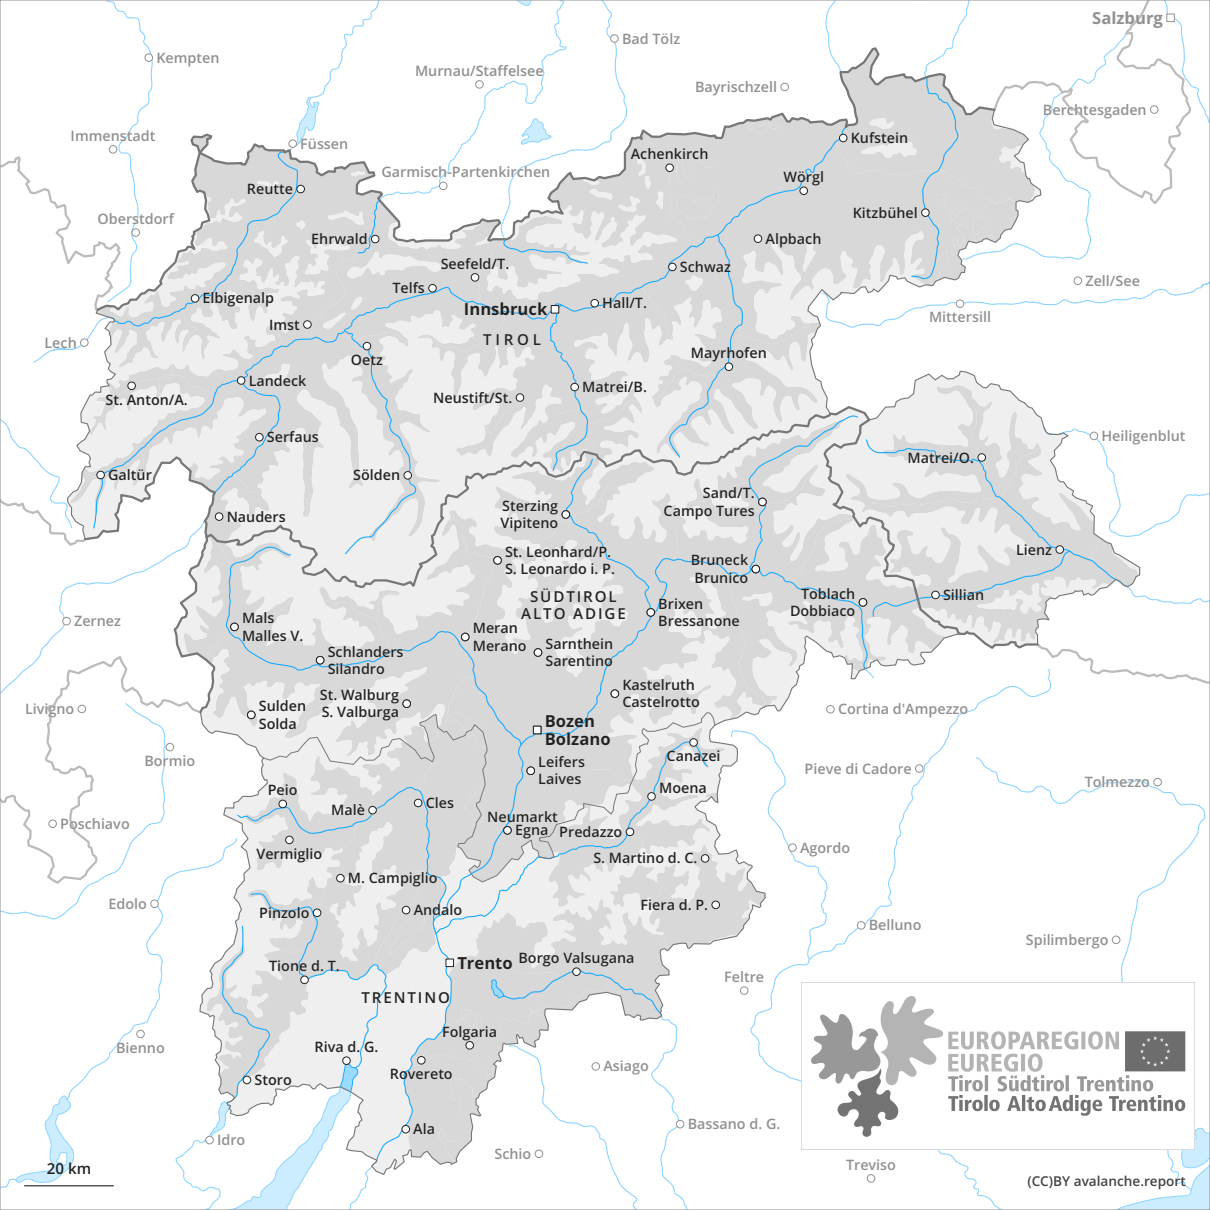 Salzburg
Bad Tölz
Kempten
Murnau/Staffelsee
Bayrischzell
Berchtesgaden
Immenstadt
Füssen
Kufstein
Achenkirch
Garmisch-Partenkirchen
Wörgl
Reutte
Oberstdorf
Kitzbühel
Ehrwald
Alpbach
Seefeld/T.
Schwaz
Zell/See
Telfs
Elbigenalp
Innsbruck
Hall/T.
Mittersill
Imst
TIROL
Lech
Oetz
Mayrhofen
Landeck
Matrei/B.
St. Anton/A.
Neustift/St.
Serfaus
Heiligenblut
Matrei/O.
Galtür
Sölden
Sand/T.
Campo Tures
Sterzing
Vipiteno
Nauders
St. Leonhard/P.
S. Leonardo i. P.
Lienz
Bruneck
Brunico
SÜDTIROL
ALTO ADIGE
Toblach
Dobbiaco
Sillian
Brixen
Bressanone
Zernez
Mals
Malles V.
Meran
Merano
Sarnthein
Sarentino
Schlanders
Silandro
Kastelruth
Castelrotto
St. Walburg
S. Valburga
Sulden
Solda
Livigno
Cortina d'Ampezzo
Bozen
Bolzano
Bormio
Canazei
Leifers
Laives
Pieve di Cadore
Tolmezzo
Peio
Moena
Malè
Cles
Neumarkt
Egna
Predazzo
Poschiavo
Agordo
Vermiglio
S. Martino d. C.
M. Campiglio
Edolo
Fiera d. P.
Pinzolo
Andalo
Belluno
Spilimbergo
Borgo Valsugana
Trento
Tione d. T.
Feltre
TRENTINO
Folgaria
Bienno
Riva d. G.
EUROPAREGION
EUREGIO
Tirol Südtirol Trentino
Tirolo Alto Adige Trentino
Asiago
Rovereto
Storo
Bassano d. G.
Ala
Idro
Schio
Treviso
20 km
(CC)BY avalanche.report